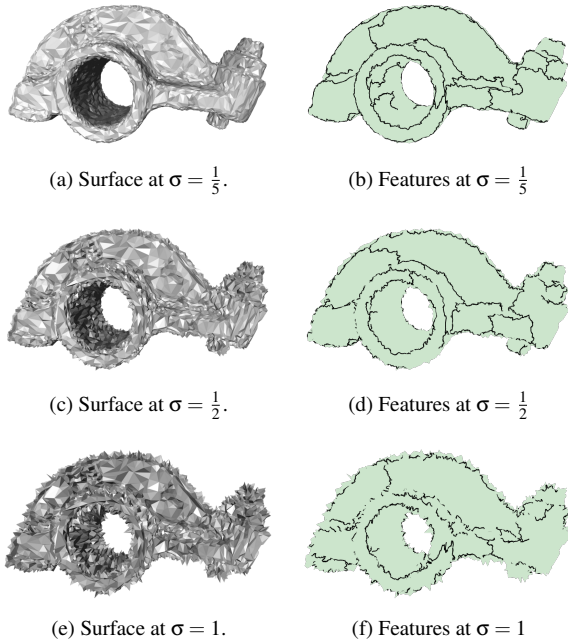 (a) Surface at σ = 1/5.
(b) Features at σ = 1/5
(c) Surface at σ = 1/2.
(d) Features at σ = 1/2
(e) Surface at σ = 1.
(f) Features at σ = 1